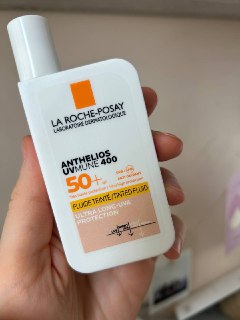 LA ROCHE-POSAY
LABORATOIRE DERMATOLOGIQUE
ANTHELIOS
UVMUNE 400
50+
FLUIDE TEINTÉ/TINTED FLUID
ULTRA LONG-UVA
PROTECTION